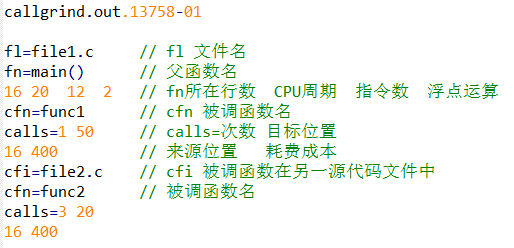 callgrind.out.13758-01
fl=file1.c // fl 文件名
fn=main() // 父函数名
16 20 12 2 // fn所在行数 CPU周期 指令数 浮点运算
cfn=func1 // cfn 被调函数名
calls=1 50 // calls=次数 目标位置
16 400 // 来源位置 耗费成本
cfi=file2.c // cfi 被调函数在另一源代码文件中
cfn=func2 // 被调函数名
calls=3 20
16 400